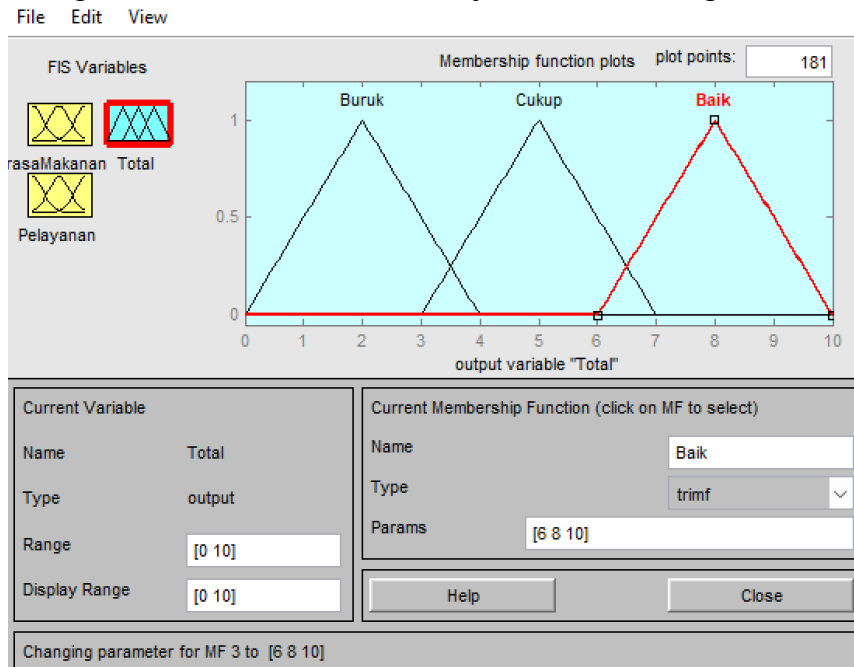 File Edit View
FIS Variables
Membership function plots plot points: 181
Buruk Cukup Baik
1
rasaMakanan Total
0.5
Pelayanan
0
0 1 2 3 4 5 6 7 8 9 10
output variable "Total"
Current Variable
Name Total
Type output
Range [0 10]
Display Range [0 10]
Current Membership Function (click on MF to select)
Name Baik
Type trimf
Params [6 8 10]
Help Close
Changing parameter for MF 3 to [6 8 10]